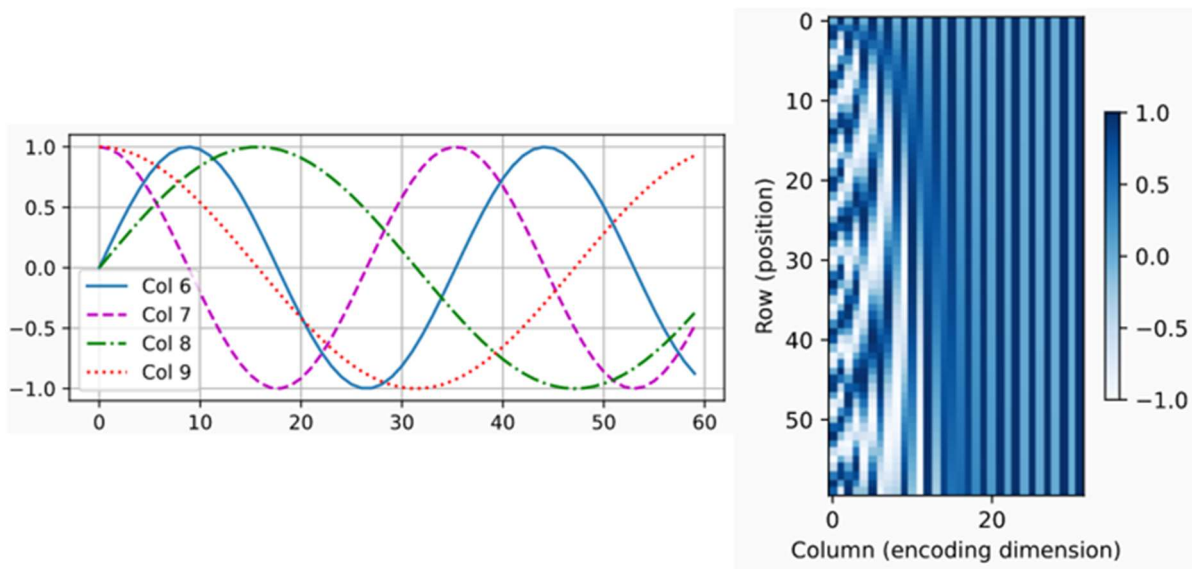 1.0
0.5
0.0
−0.5
−1.0
Col 6
Col 7
Col 8
Col 9
0 10 20 30 40 50 60
Row (position)
0
10
20
30
40
50
0 20
Column (encoding dimension)
1.0
0.5
0.0
−0.5
−1.0